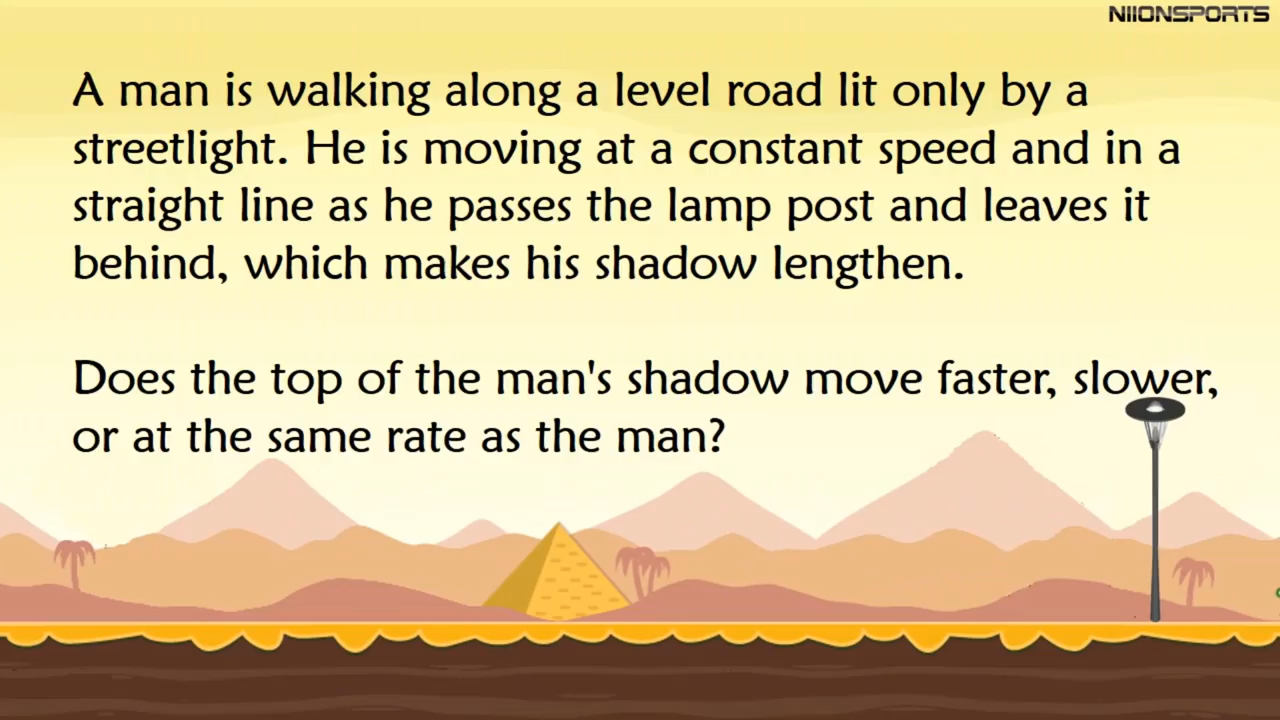 NIIONSPORTS
A man is walking along a level road lit only by a
streetlight. He is moving at a constant speed and in a
straight line as he passes the lamp post and leaves it
behind, which makes his shadow lengthen.
Does the top of the man's shadow move faster, slower,
or at the same rate as the man?